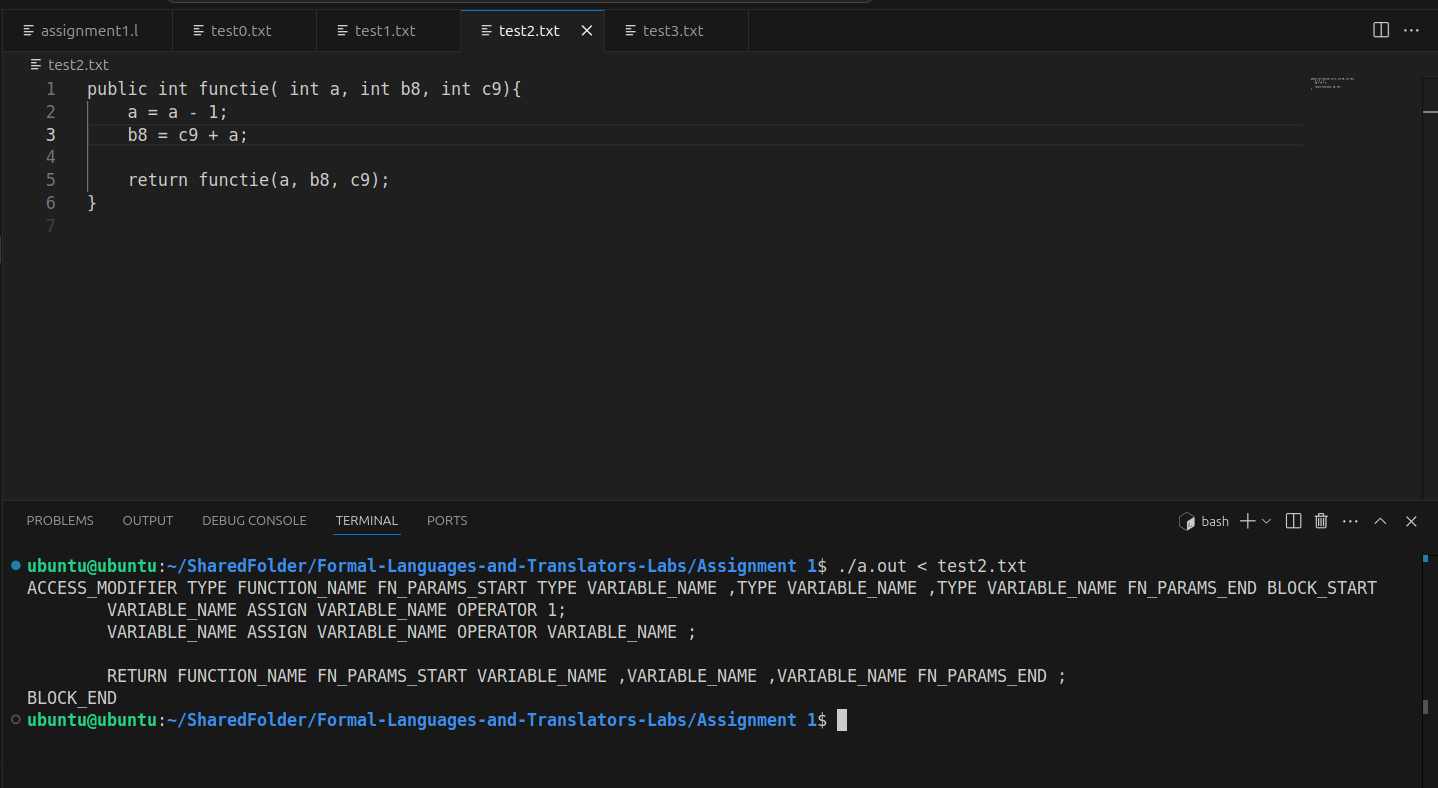 assignment1.l test0.txt test1.txt test2.txt test3.txt
test2.txt
1 public int functie( int a, int b8, int c9){
2     a = a - 1;
3     b8 = c9 + a;
4
5     return functie(a, b8, c9);
6 }
7
PROBLEMS OUTPUT DEBUG CONSOLE TERMINAL PORTS bash
ubuntu@ubuntu:~/SharedFolder/Formal-Languages-and-Translators-Labs/Assignment 1$ ./a.out < test2.txt
ACCESS_MODIFIER TYPE FUNCTION_NAME FN_PARAMS_START TYPE VARIABLE_NAME ,TYPE VARIABLE_NAME ,TYPE VARIABLE_NAME FN_PARAMS_END BLOCK_START
        VARIABLE_NAME ASSIGN VARIABLE_NAME OPERATOR 1;
        VARIABLE_NAME ASSIGN VARIABLE_NAME OPERATOR VARIABLE_NAME ;

        RETURN FUNCTION_NAME FN_PARAMS_START VARIABLE_NAME ,VARIABLE_NAME ,VARIABLE_NAME FN_PARAMS_END ;
BLOCK_END
ubuntu@ubuntu:~/SharedFolder/Formal-Languages-and-Translators-Labs/Assignment 1$